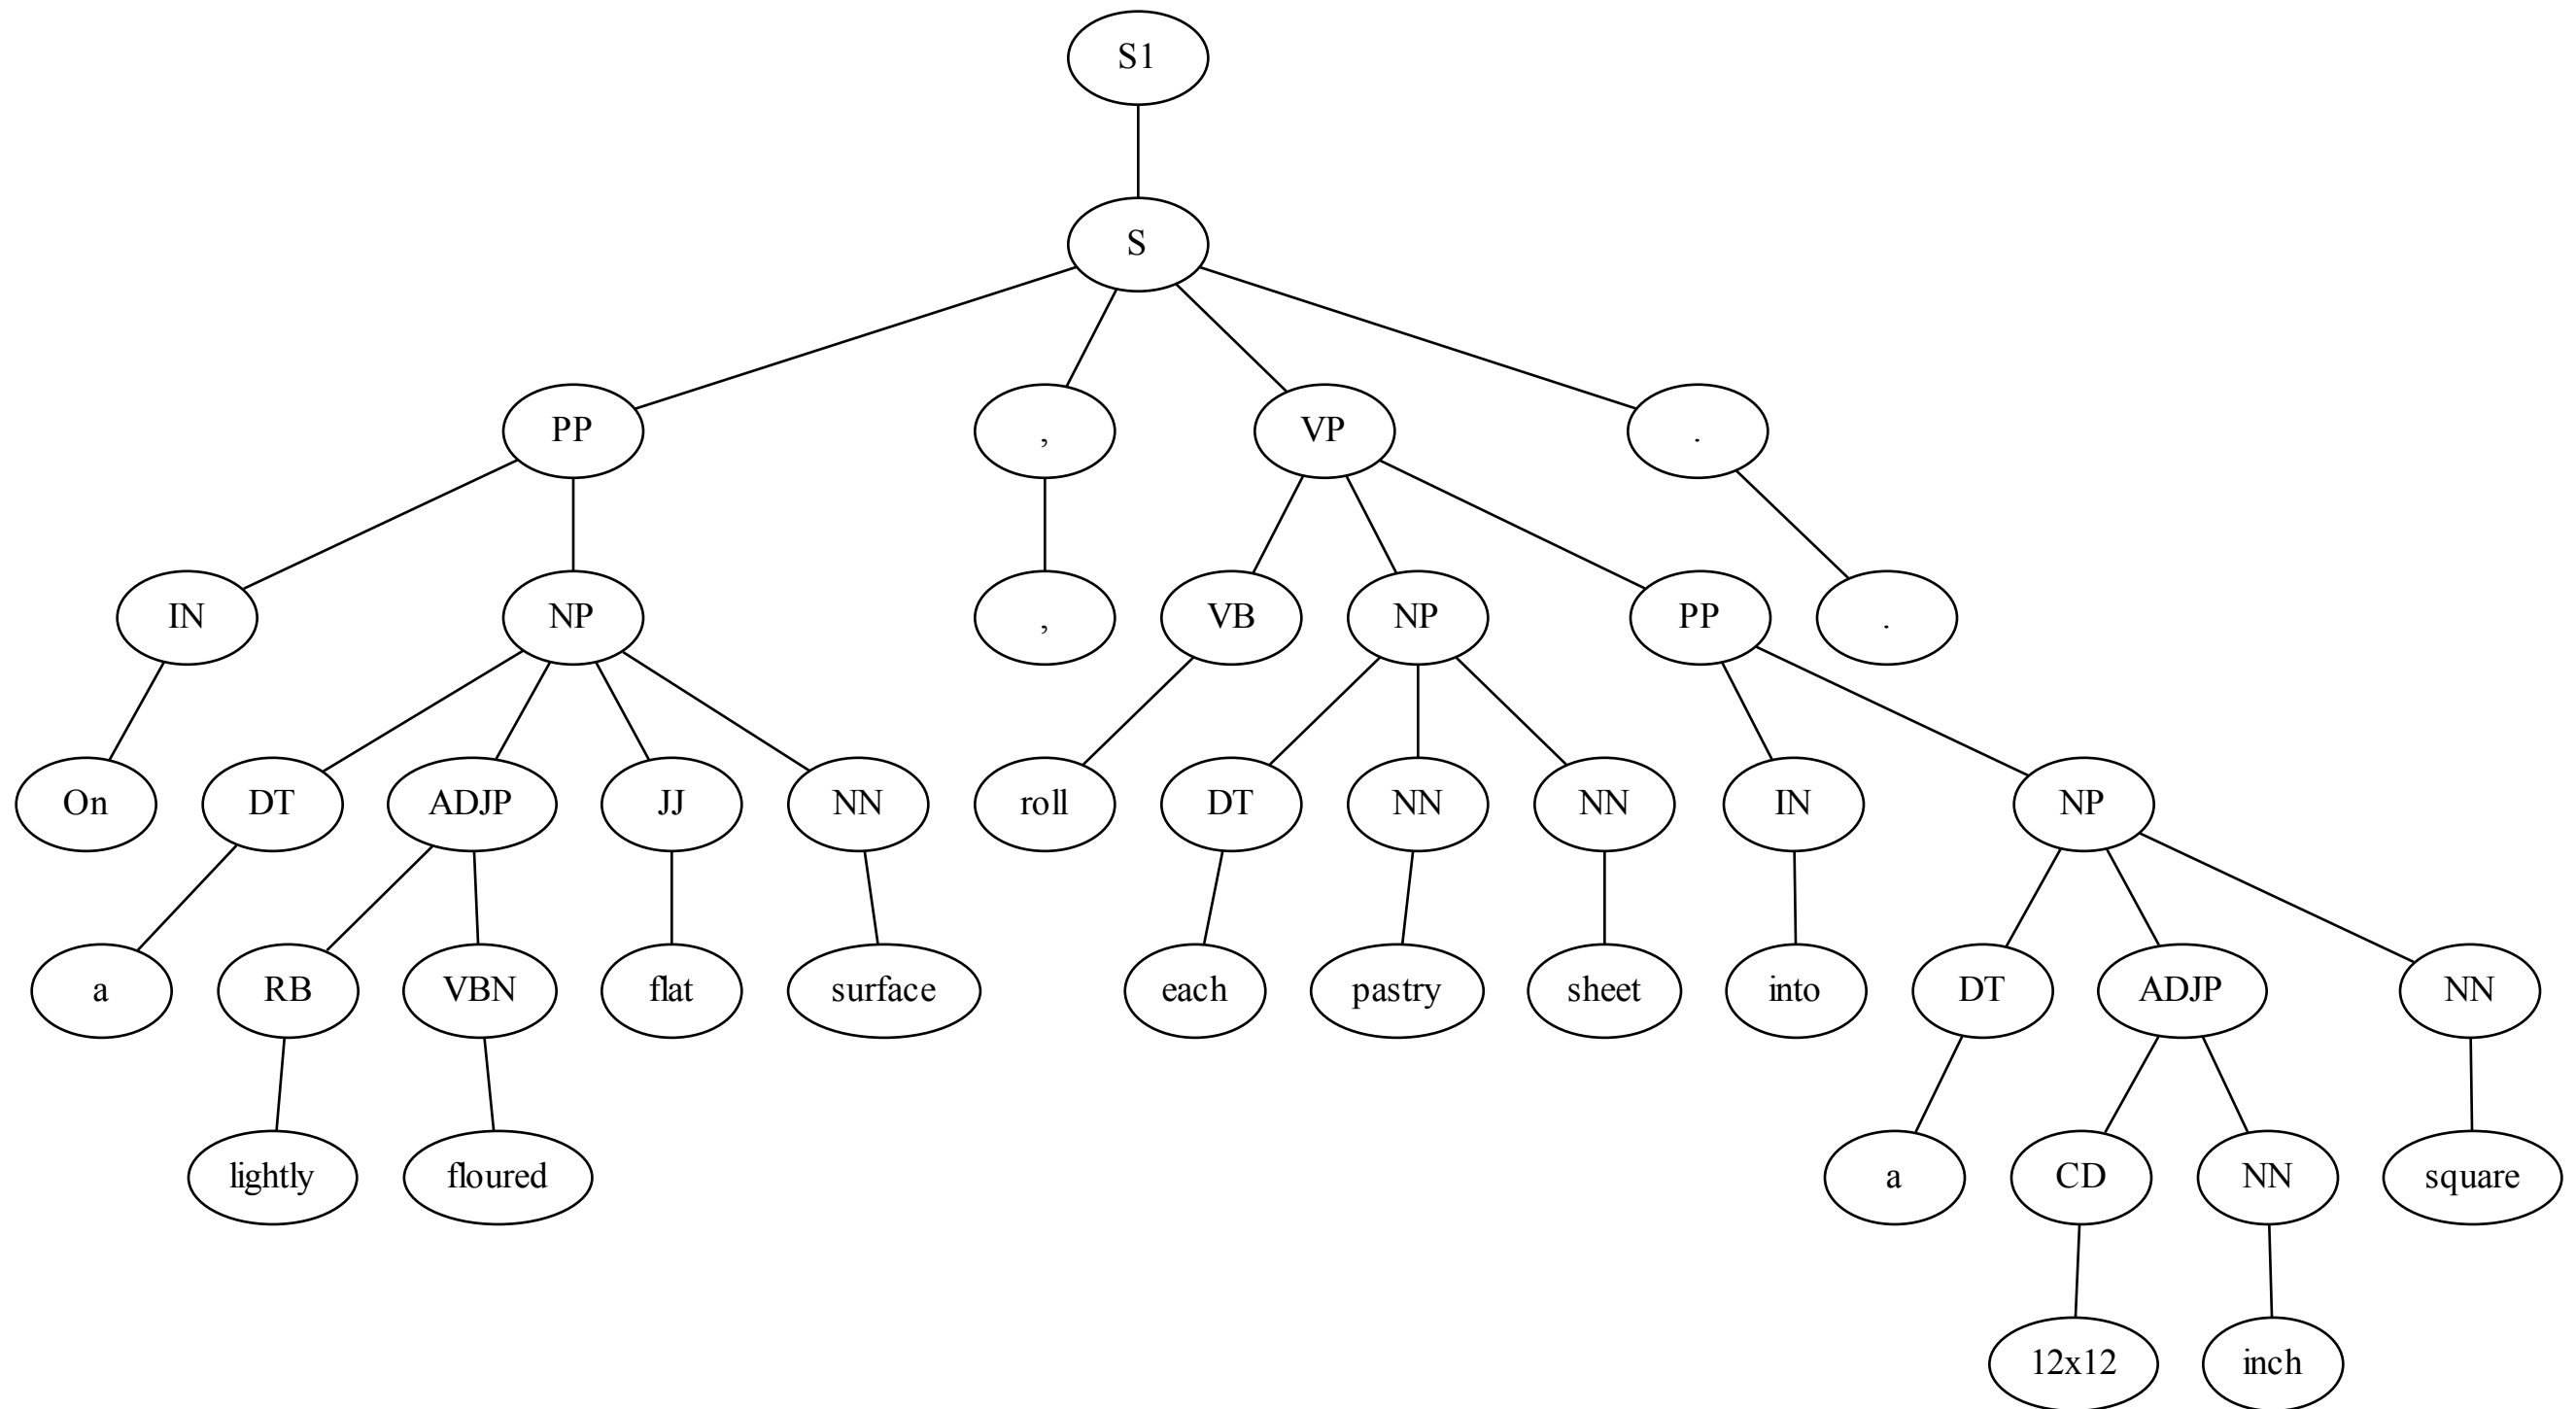 S1
S
PP , VP .
IN NP , VB NP PP .
On DT ADJP JJ NN roll DT NN NN IN NP
a RB VBN flat surface each pastry sheet into DT ADJP NN
lightly floured a CD NN square
12x12 inch